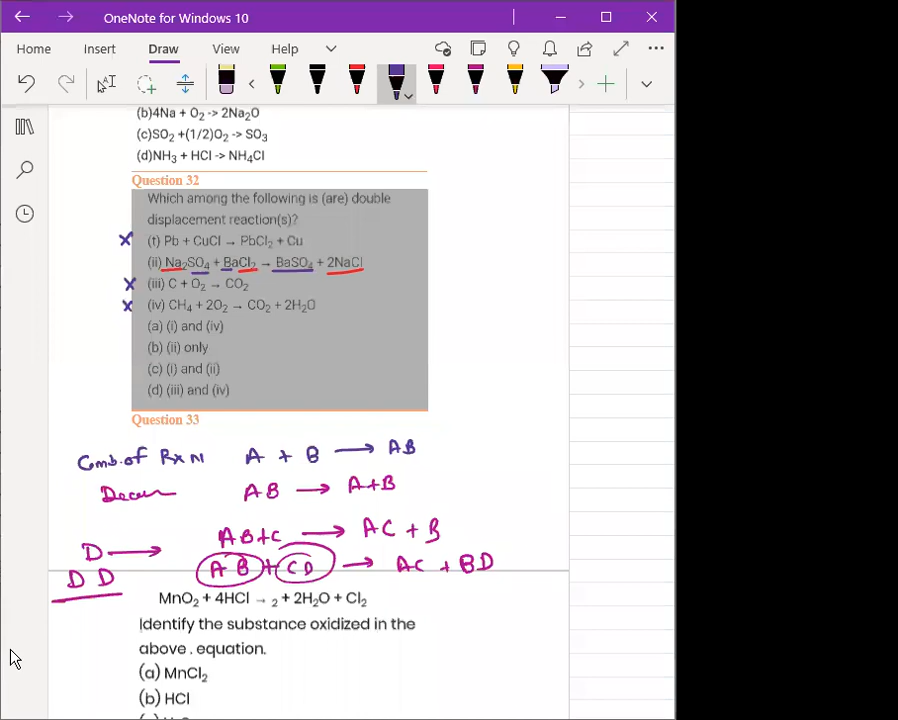 OneNote for Windows 10
Home Insert Draw View Help
(b)4Na + O₂ -> 2Na₂O
(c)SO₂ +(1/2)O₂ -> SO₃
(d)NH₃ + HCl -> NH₄Cl
Question 32
Which among the following is (are) double
displacement reaction(s)?
(t) Pb + CuCl → PbCl₂ + Cu
(ii) Na₂SO₄ + BaCl₂ → BaSO₄ + 2NaCl
(iii) C + O₂ → CO₂
(iv) CH₄ + 2O₂ → CO₂ + 2H₂O
(a) (i) and (iv)
(b) (ii) only
(c) (i) and (ii)
(d) (iii) and (iv)
Question 33
Comb. of RxN A + B → AB
AB → A+B
AB+C → AC + B
D →
AB + CD → AC + BD
DD
MnO₂ + 4HCl → ₂ + 2H₂O + Cl₂
Identify the substance oxidized in the
above . equation.
(a) MnCl₂
(b) HCl